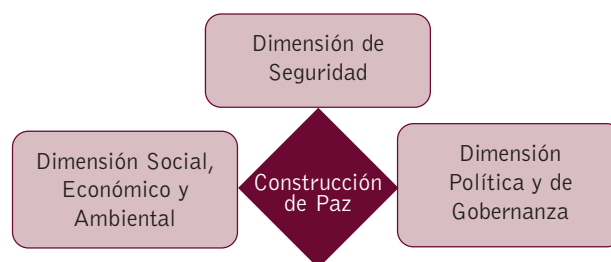 Dimensión de
Seguridad
Dimensión Social,
Económico y
Ambiental
Construcción
de Paz
Dimensión
Política y de
Gobernanza